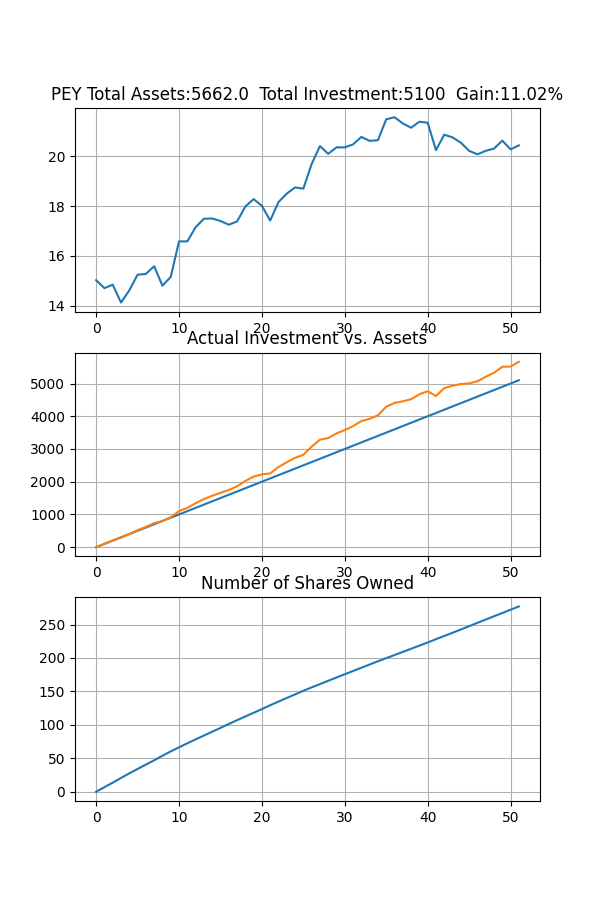 PEY Total Assets:5662.0  Total Investment:5100  Gain:11.02%
20
18
16
14
0 10 20 30 40 50
Actual Investment vs. Assets
5000
4000
3000
2000
1000
0
0 10 20 30 40 50
Number of Shares Owned
250
200
150
100
50
0
0 10 20 30 40 50